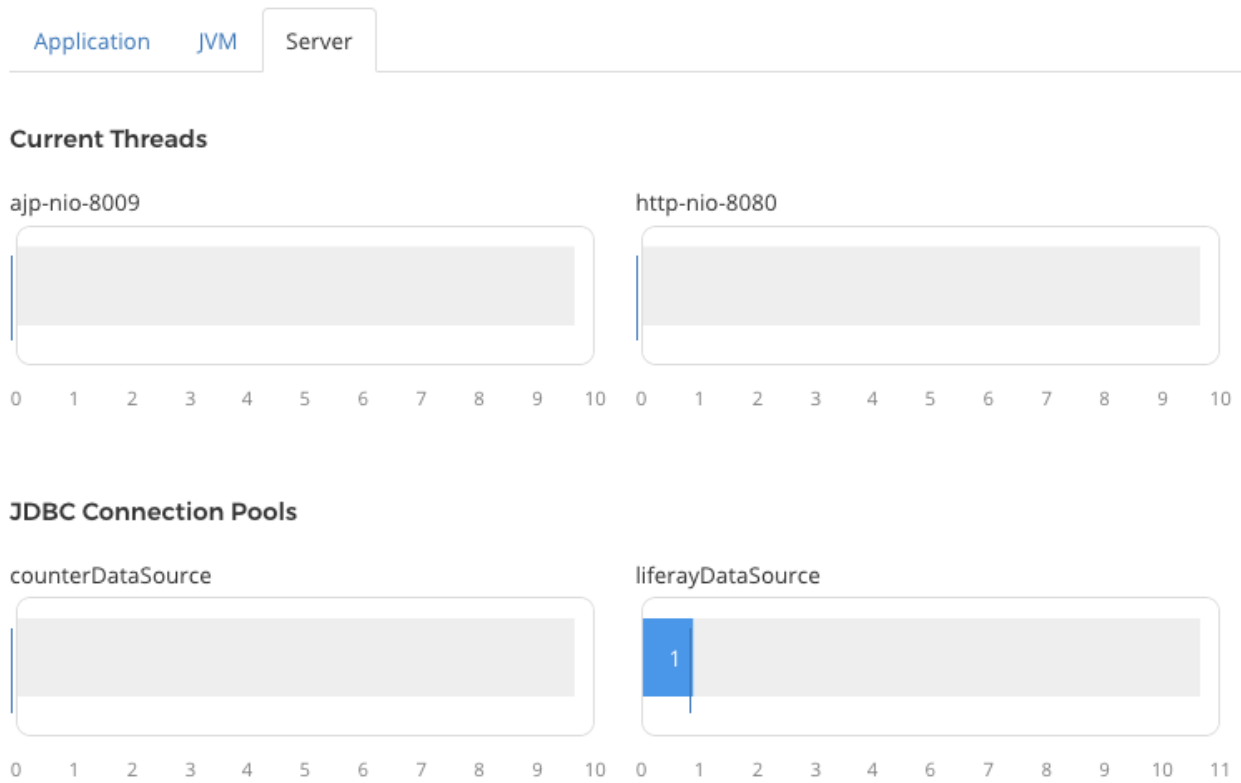 Application JVM Server
Current Threads
ajp-nio-8009
http-nio-8080
0 1 2 3 4 5 6 7 8 9 10
0 1 2 3 4 5 6 7 8 9 10
JDBC Connection Pools
counterDataSource
liferayDataSource
1
0 1 2 3 4 5 6 7 8 9 10
0 1 2 3 4 6 7 8 9 10 11